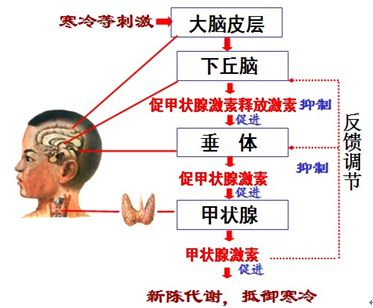 寒冷等刺激
大脑皮层
下丘脑
促甲状腺激素释放激素
抑制
促进
垂体
抑制
促甲状腺激素
促进
甲状腺
甲状腺激素
促进
新陈代谢，抵御寒冷
反馈调节